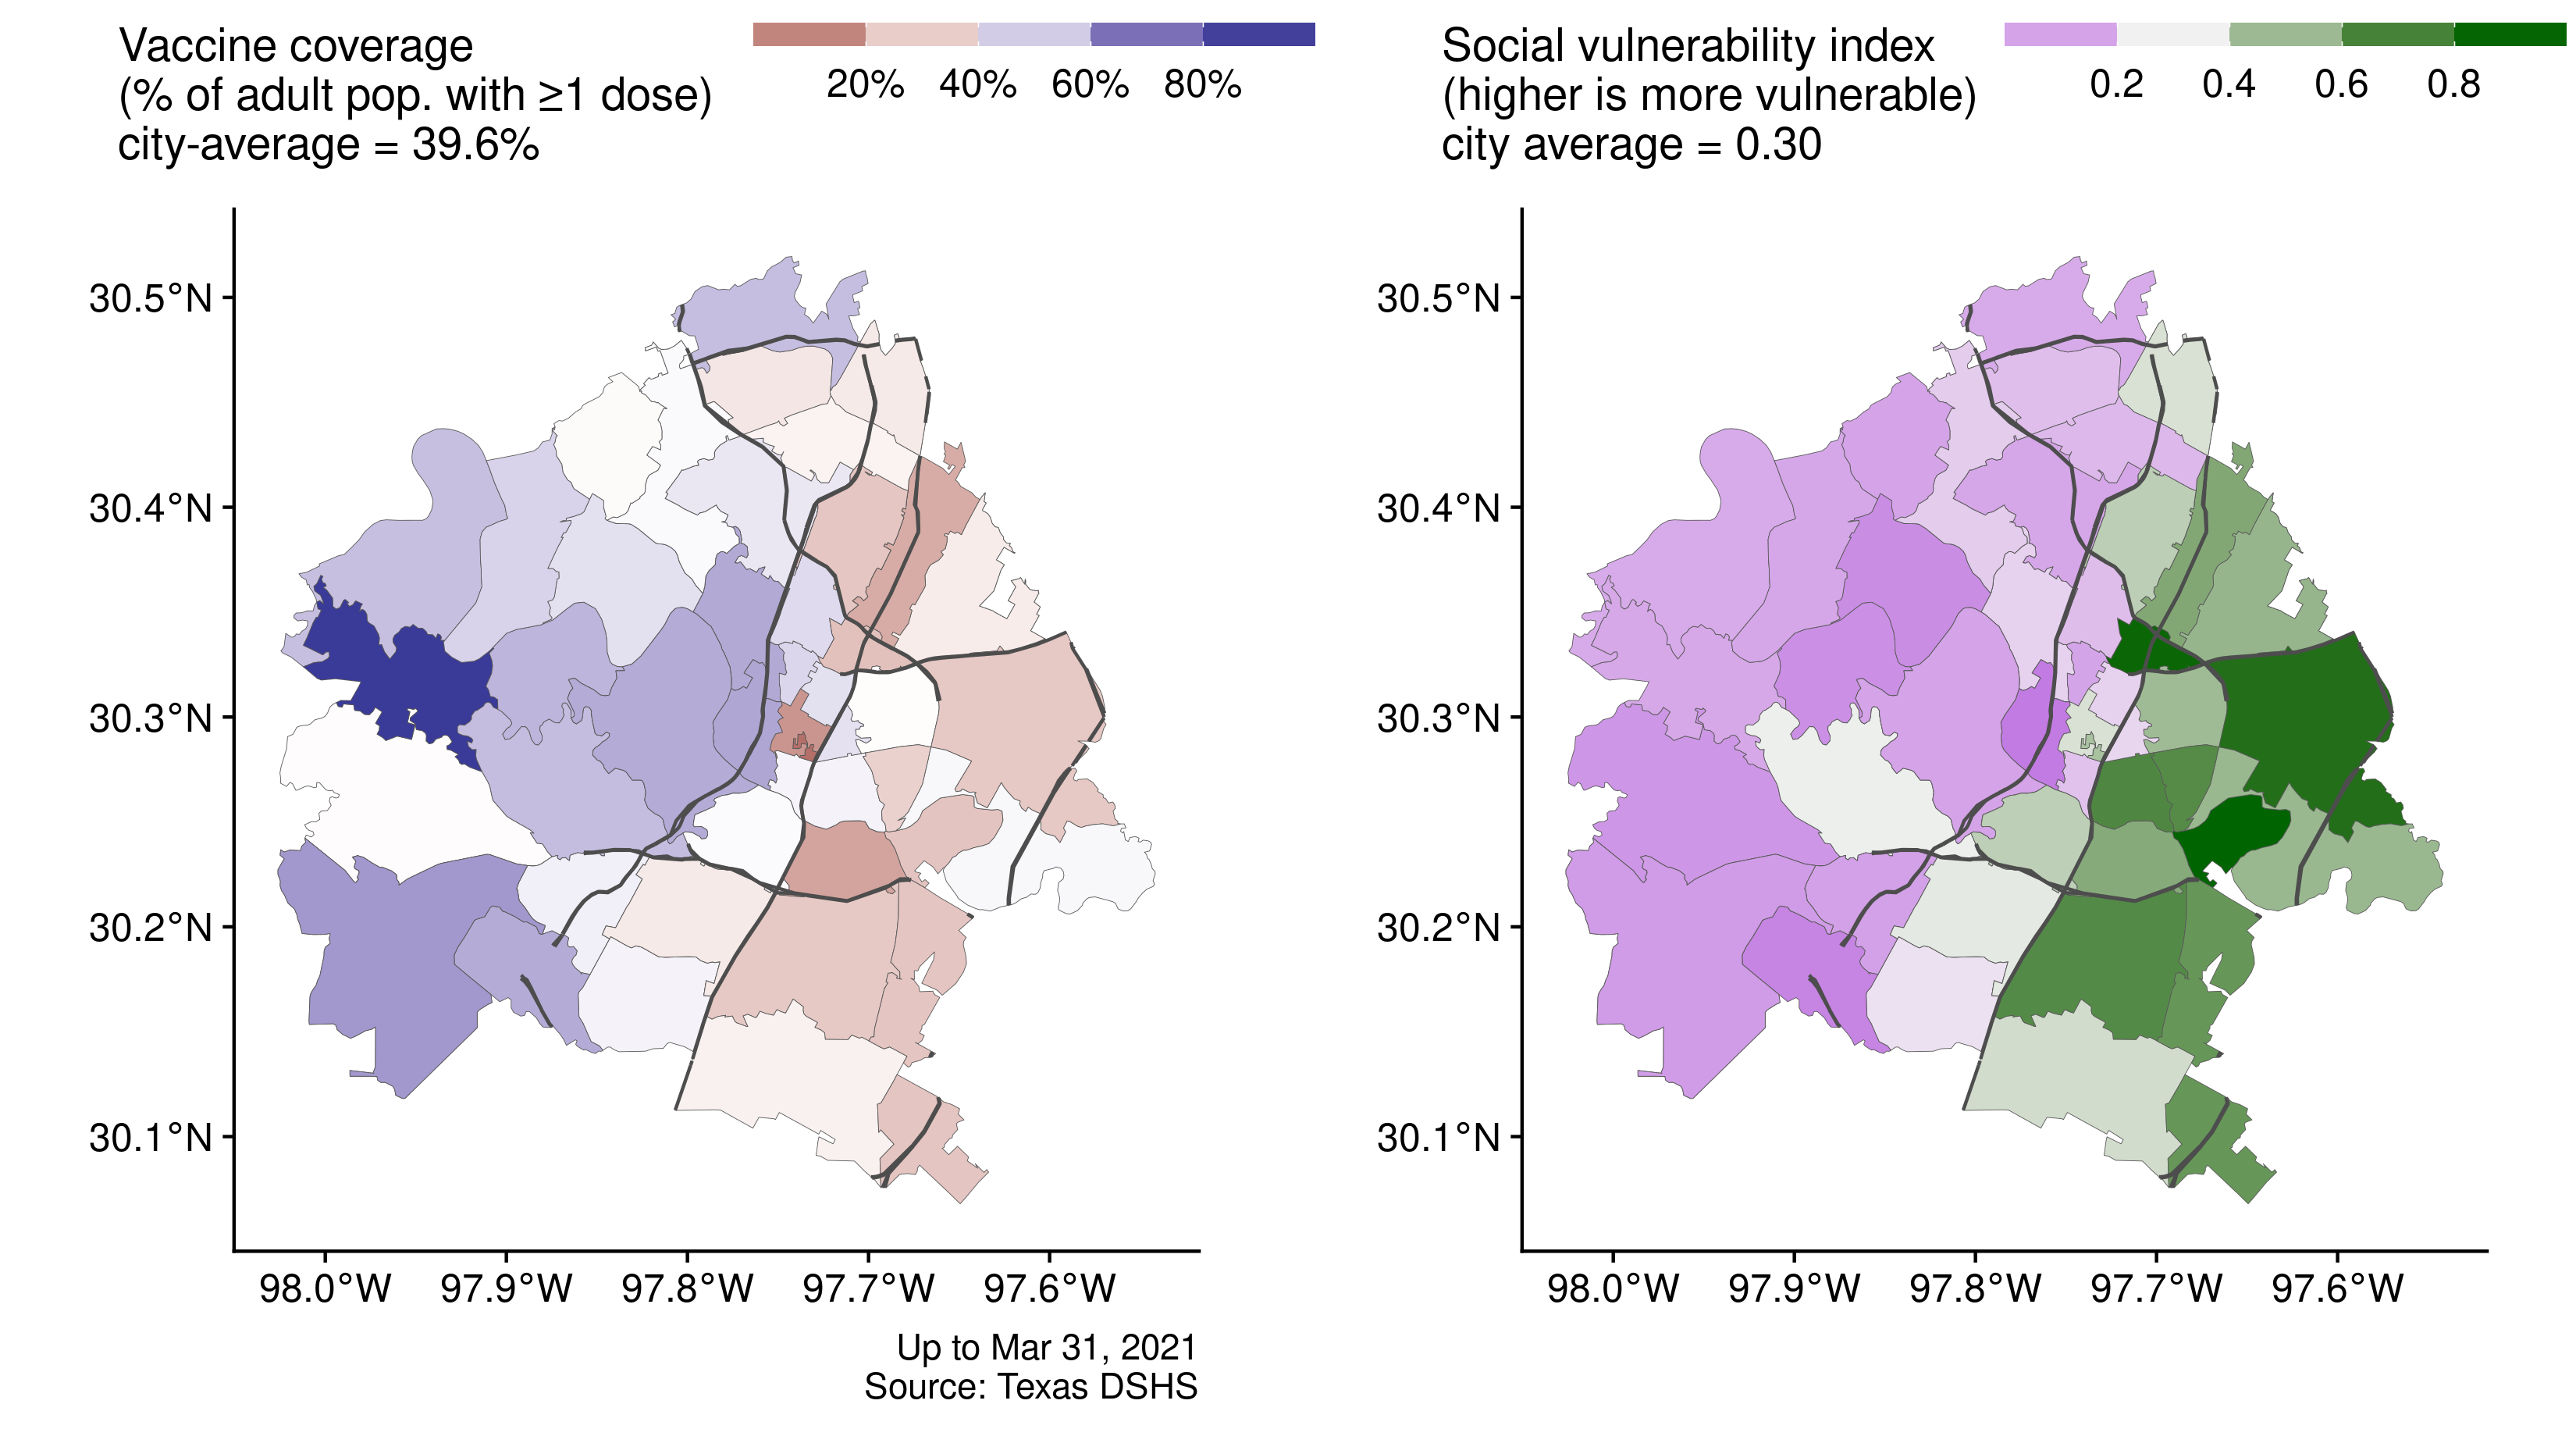 Vaccine coverage
(% of adult pop. with ≥1 dose)
city-average = 39.6%
20% 40% 60% 80%
30.5°N
30.4°N
30.3°N
30.2°N
30.1°N
98.0°W 97.9°W 97.8°W 97.7°W 97.6°W
Up to Mar 31, 2021
Source: Texas DSHS
Social vulnerability index
(higher is more vulnerable)
city average = 0.30
0.2 0.4 0.6 0.8
30.5°N
30.4°N
30.3°N
30.2°N
30.1°N
98.0°W 97.9°W 97.8°W 97.7°W 97.6°W